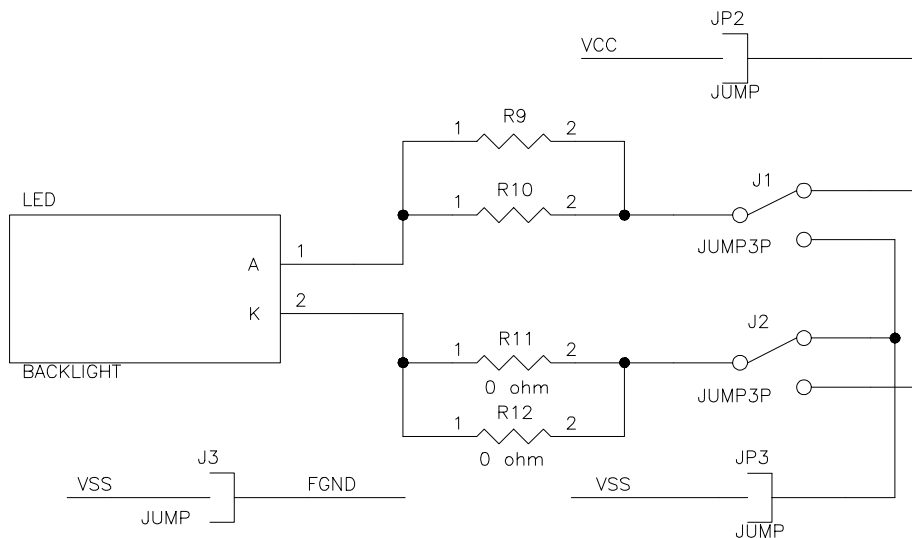 JP2
VCC
JUMP
R9
1 2
R10
1 2
J1
LED
JUMP3P
A 1
K 2
J2
R11
1 2
BACKLIGHT
0 ohm
JUMP3P
R12
1 2
0 ohm
J3
JP3
VSS FGND
VSS
JUMP
JUMP